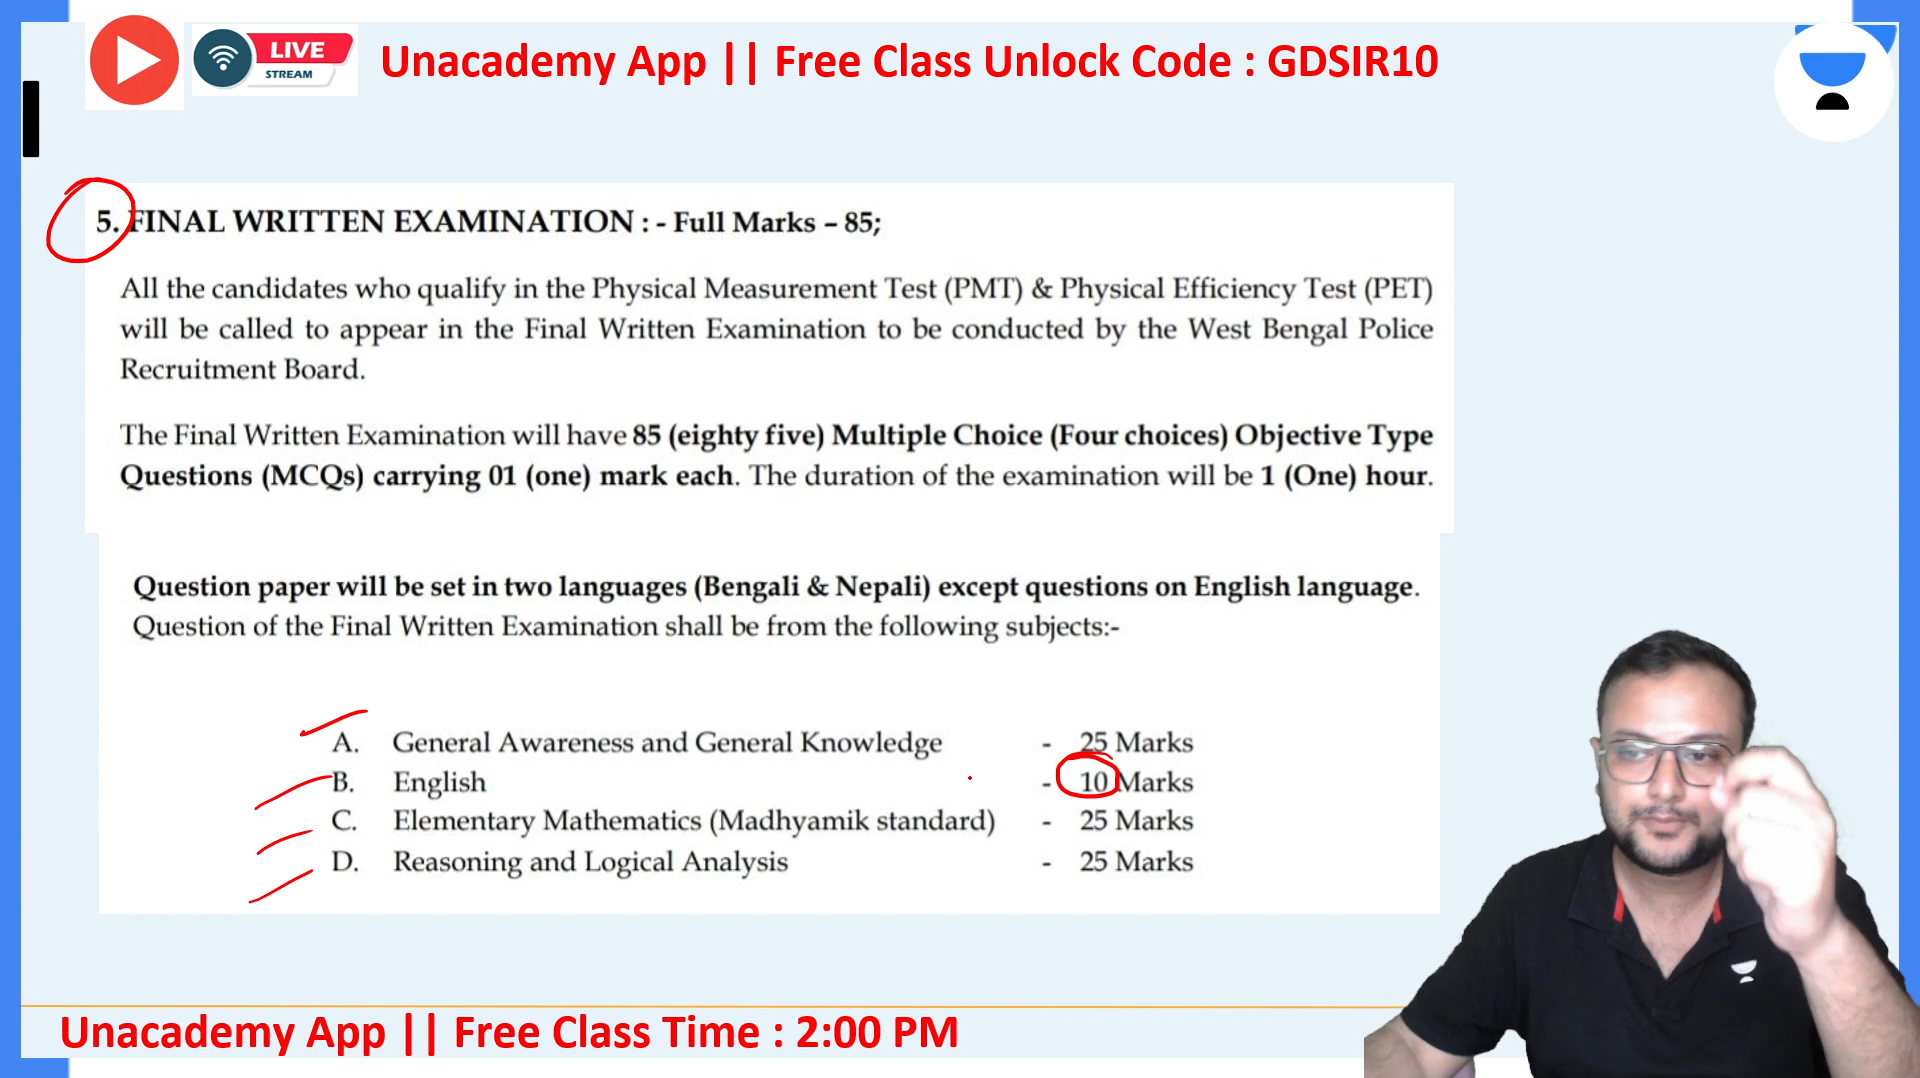 LIVE
STREAM
Unacademy App || Free Class Unlock Code : GDSIR10
5. FINAL WRITTEN EXAMINATION : - Full Marks – 85;
All the candidates who qualify in the Physical Measurement Test (PMT) & Physical Efficiency Test (PET)
will be called to appear in the Final Written Examination to be conducted by the West Bengal Police
Recruitment Board.
The Final Written Examination will have 85 (eighty five) Multiple Choice (Four choices) Objective Type
Questions (MCQs) carrying 01 (one) mark each. The duration of the examination will be 1 (One) hour.
Question paper will be set in two languages (Bengali & Nepali) except questions on English language.
Question of the Final Written Examination shall be from the following subjects:-
A. General Awareness and General Knowledge - 25 Marks
B. English - 10 Marks
C. Elementary Mathematics (Madhyamik standard) - 25 Marks
D. Reasoning and Logical Analysis - 25 Marks
Unacademy App || Free Class Time : 2:00 PM